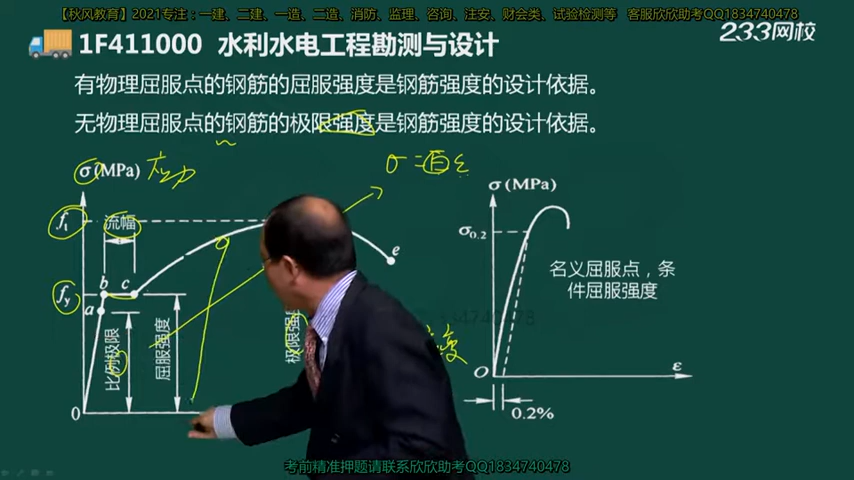 【秋风教育】2021专注：一建、二建、一造、二造、消防、监理、咨询、注安、财会类、试验检测等 客服欣欣助考QQ1834740478
233网校
1F411000 水利水电工程勘测与设计
有物理屈服点的钢筋的屈服强度是钢筋强度的设计依据。
无物理屈服点的钢筋的极限强度是钢筋强度的设计依据。
σ(MPa) 应力
σ(MPa)
ft 流幅
σ0.2
e
名义屈服点，条
件屈服强度
b c
fy
a
比例极限
屈服强度
极限强
0
O
ε
0.2%
考前精准押题请联系欣欣助考QQ1834740478